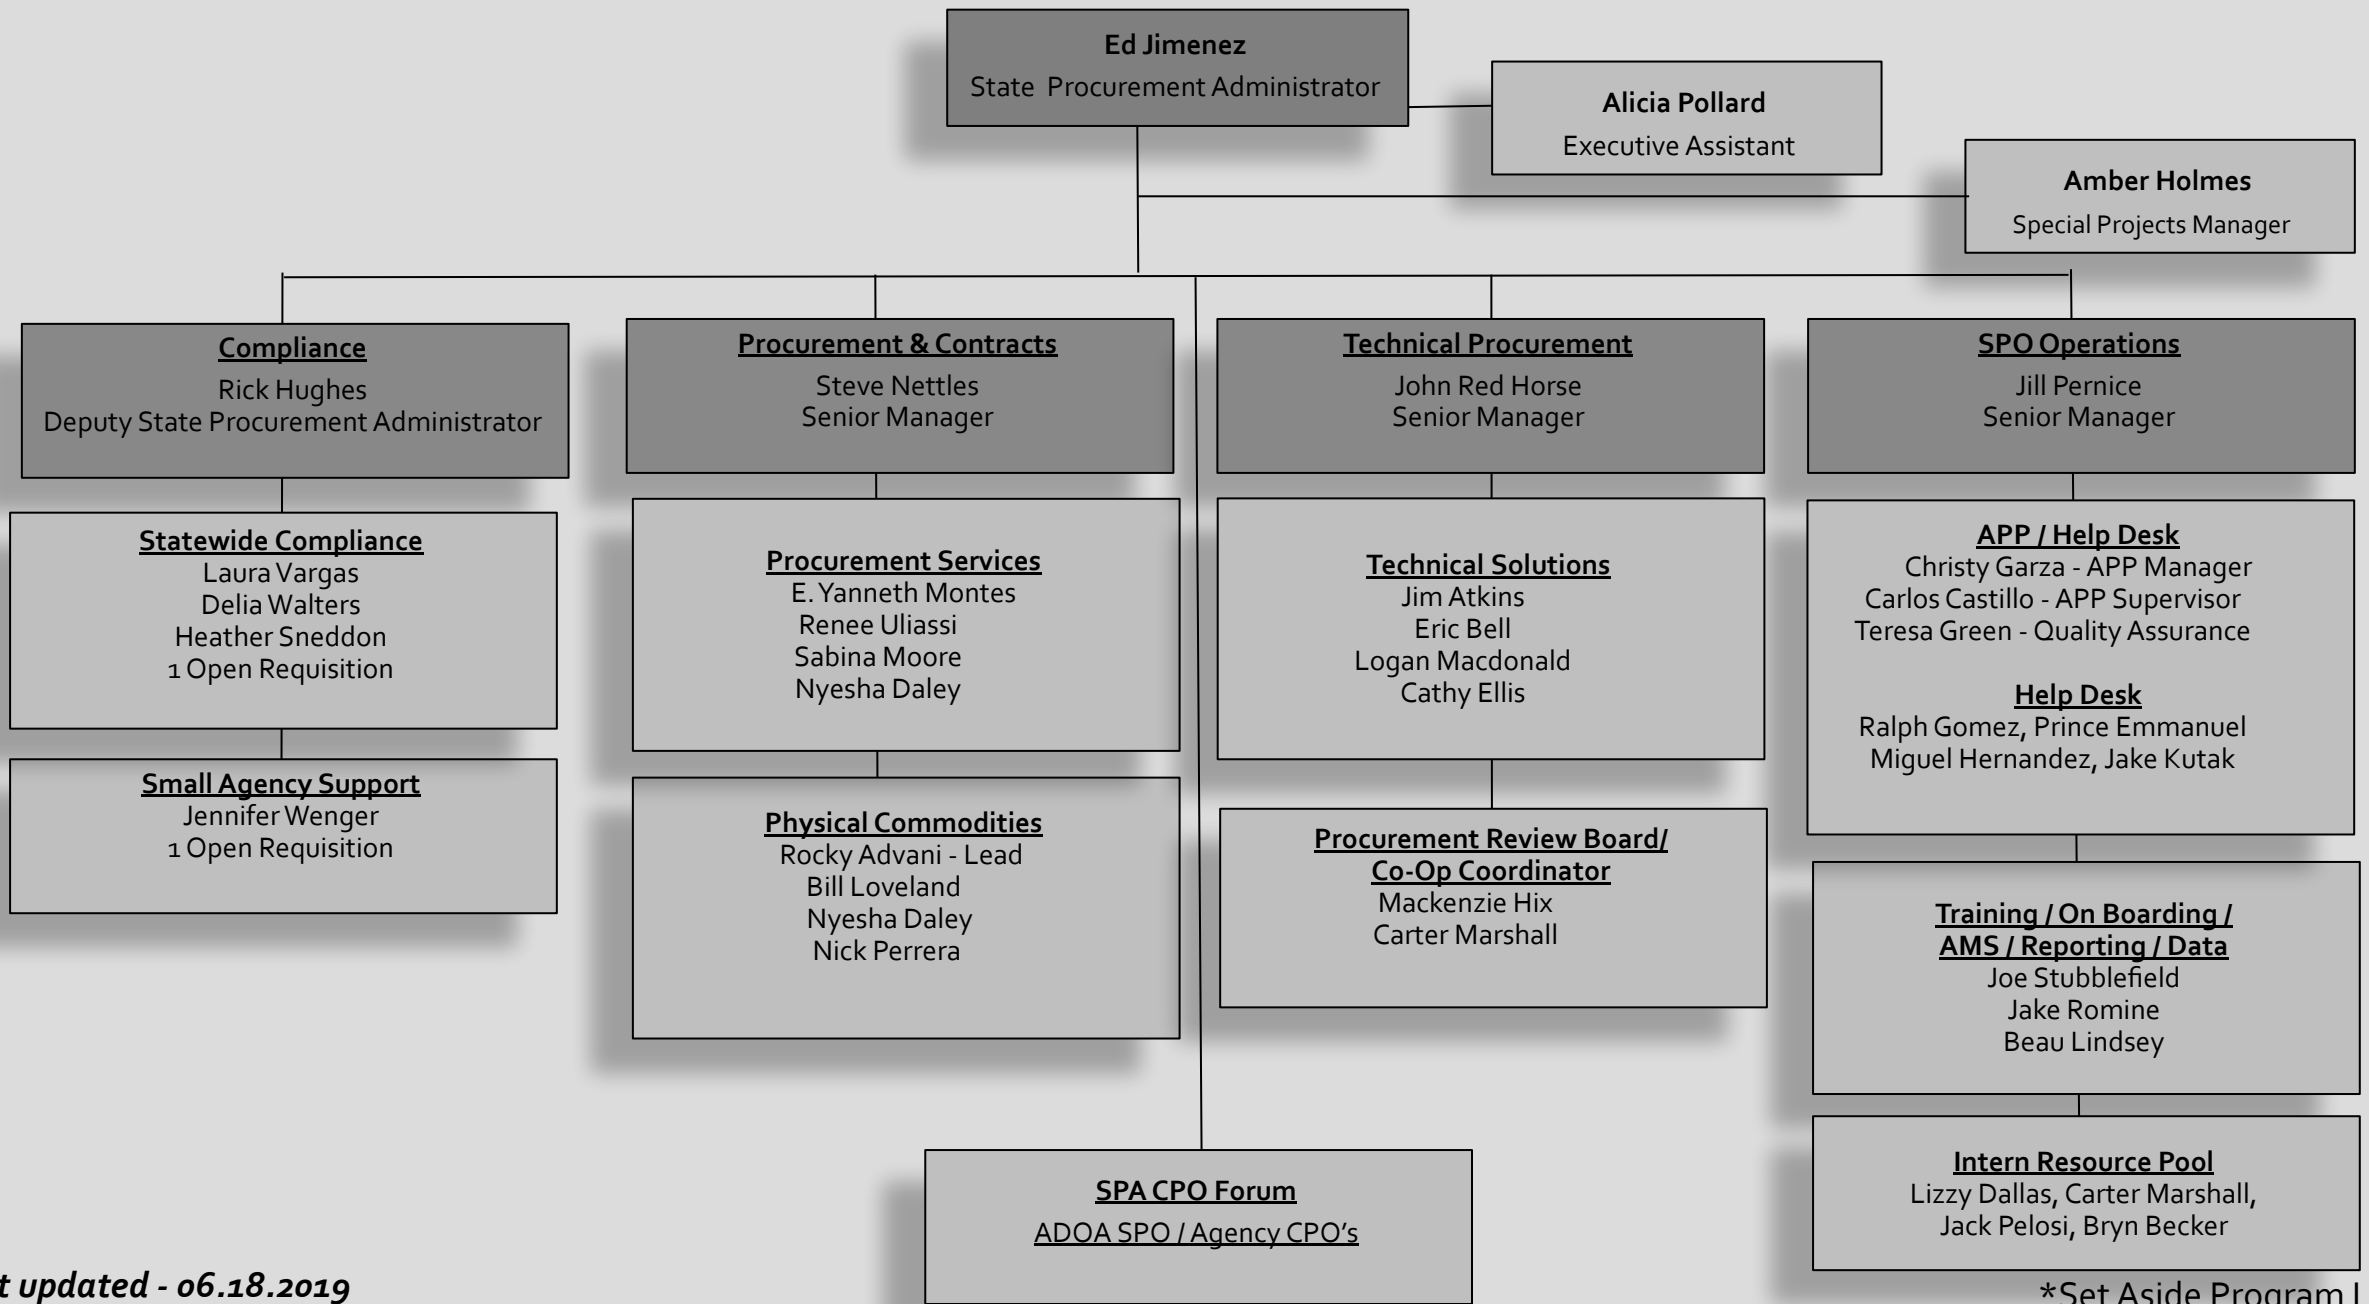 Ed Jimenez
State Procurement Administrator
Alicia Pollard
Executive Assistant
Amber Holmes
Special Projects Manager
Compliance
Rick Hughes
Deputy State Procurement Administrator
Procurement & Contracts
Steve Nettles
Senior Manager
Technical Procurement
John Red Horse
Senior Manager
SPO Operations
Jill Pernice
Senior Manager
Statewide Compliance
Laura Vargas
Delia Walters
Heather Sneddon
1 Open Requisition
Small Agency Support
Jennifer Wenger
1 Open Requisition
Procurement Services
E. Yanneth Montes
Renee Uliassi
Sabina Moore
Nyesha Daley
Physical Commodities
Rocky Advani - Lead
Bill Loveland
Nyesha Daley
Nick Perrera
Technical Solutions
Jim Atkins
Eric Bell
Logan Macdonald
Cathy Ellis
Procurement Review Board/
Co-Op Coordinator
Mackenzie Hix
Carter Marshall
APP / Help Desk
Christy Garza - APP Manager
Carlos Castillo - APP Supervisor
Teresa Green - Quality Assurance
Help Desk
Ralph Gomez, Prince Emmanuel
Miguel Hernandez, Jake Kutak
Training / On Boarding /
AMS / Reporting / Data
Joe Stubblefield
Jake Romine
Beau Lindsey
Intern Resource Pool
Lizzy Dallas, Carter Marshall,
Jack Pelosi, Bryn Becker
SPA CPO Forum
ADOA SPO / Agency CPO’s
updated - 06.18.2019
*Set Aside Program